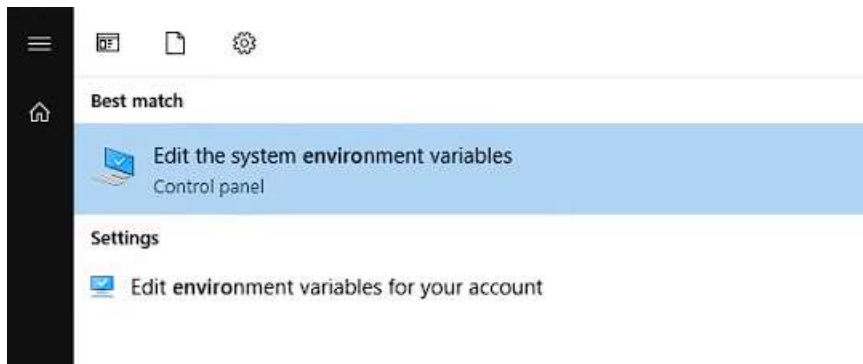 Best match
Edit the system environment variables
Control panel
Settings
Edit environment variables for your account